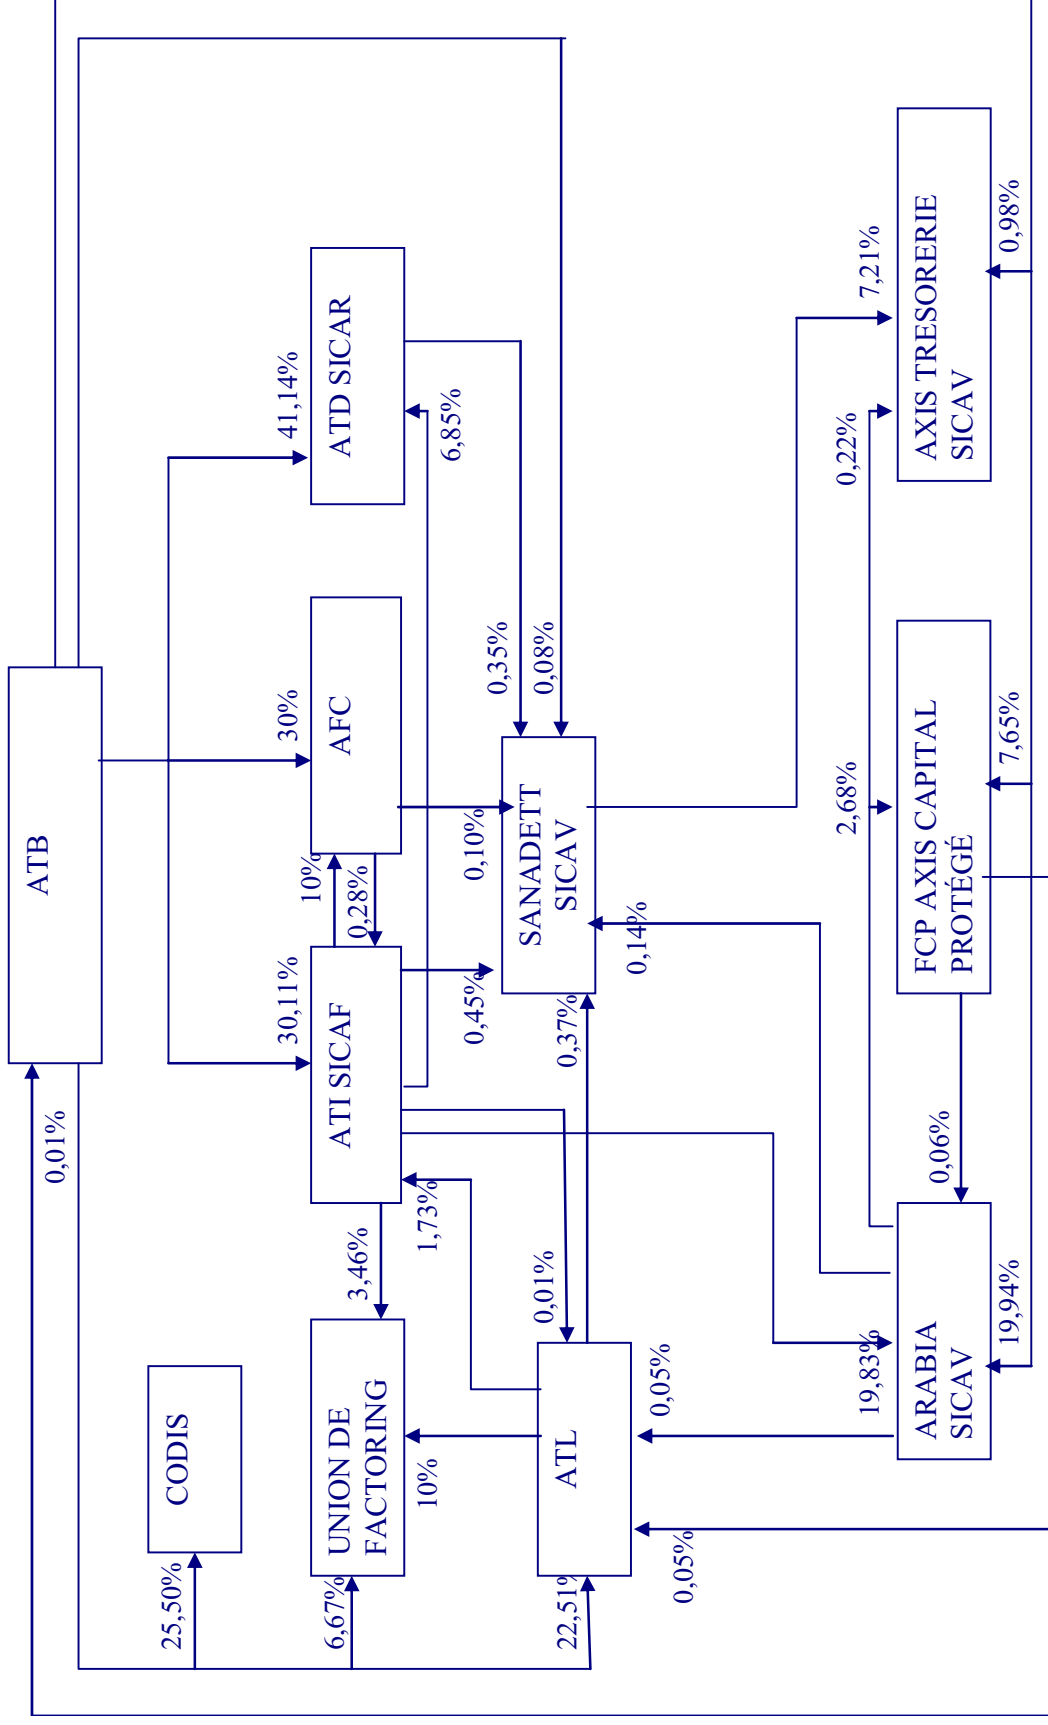 ATB
0,01%
25,50%
CODIS
30,11%
30%
41,14%
10%
6,67%
UNION DE
FACTORING
3,46%
ATI SICAF
0,28%
AFC
ATD SICAR
10%
1,73%
6,85%
0,45%
0,10%
0,35%
0,08%
0,01%
22,51%
ATL
0,37%
SANADETT
SICAV
0,14%
0,05%
0,05%
2,68%
0,22%
7,21%
19,83%
0,06%
ARABIA
SICAV
FCP AXIS CAPITAL
PROTÉGÉ
AXIS TRESORERIE
SICAV
19,94%
7,65%
0,98%